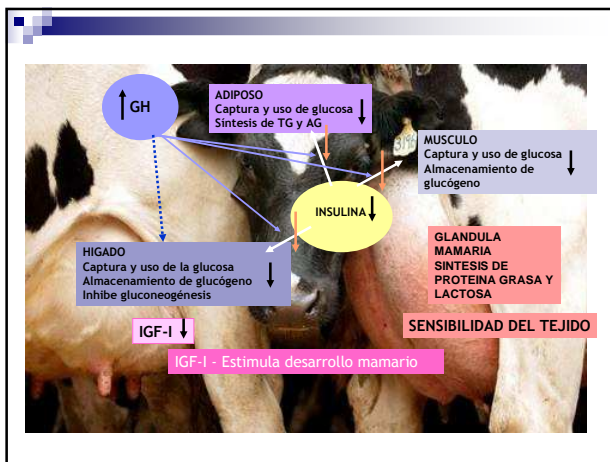 GH
ADIPOSO
Captura y uso de glucosa
Síntesis de TG y AG
3196
MUSCULO
Captura y uso de glucosa
Almacenamiento de
glucógeno
INSULINA
HIGADO
Captura y uso de la glucosa
Almacenamiento de glucógeno
Inhibe gluconeogénesis
GLANDULA
MAMARIA
SINTESIS DE
PROTEINA GRASA Y
LACTOSA
IGF-I
SENSIBILIDAD DEL TEJIDO
IGF-I - Estimula desarrollo mamario